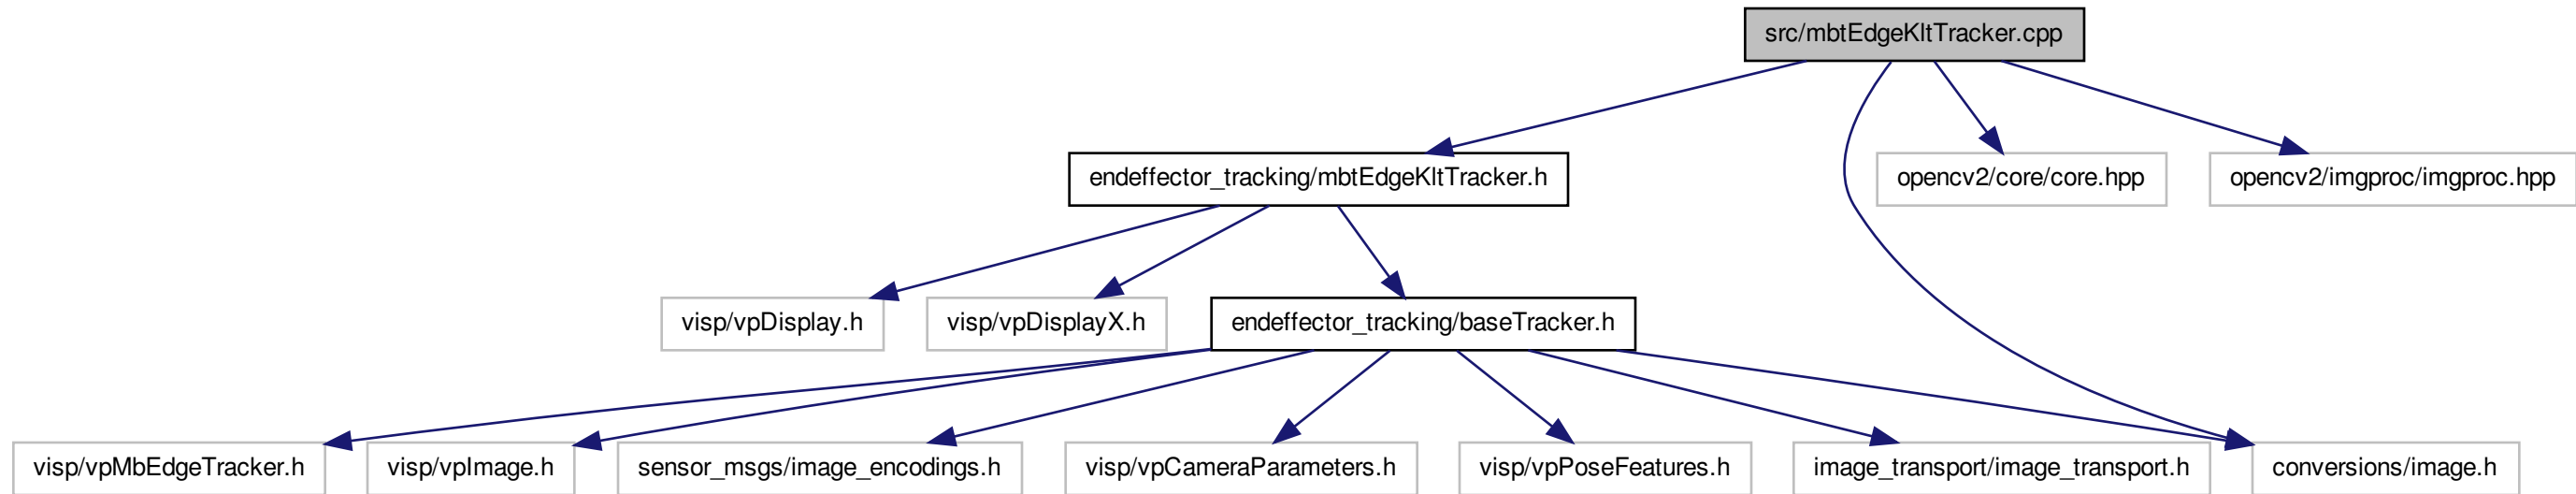 src/mbtEdgeKltTracker.cpp
endeffector_tracking/mbtEdgeKltTracker.h
opencv2/core/core.hpp
opencv2/imgproc/imgproc.hpp
visp/vpDisplay.h
visp/vpDisplayX.h
endeffector_tracking/baseTracker.h
visp/vpMbEdgeTracker.h
visp/vpImage.h
sensor_msgs/image_encodings.h
visp/vpCameraParameters.h
visp/vpPoseFeatures.h
image_transport/image_transport.h
conversions/image.h